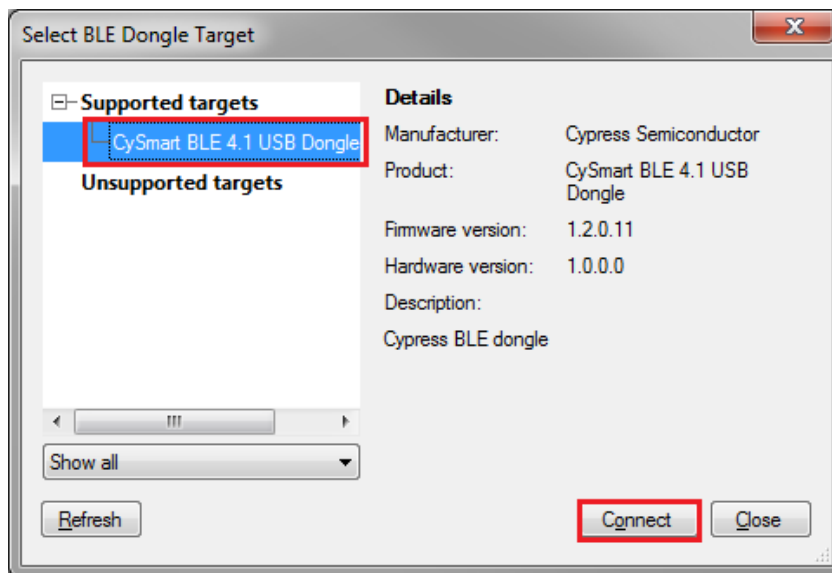 Select BLE Dongle Target
Supported targets
CySmart BLE 4.1 USB Dongle
Unsupported targets
Show all
Refresh
Details
Manufacturer: Cypress Semiconductor
Product: CySmart BLE 4.1 USB
Dongle
Firmware version: 1.2.0.11
Hardware version: 1.0.0.0
Description:
Cypress BLE dongle
Connect
Close